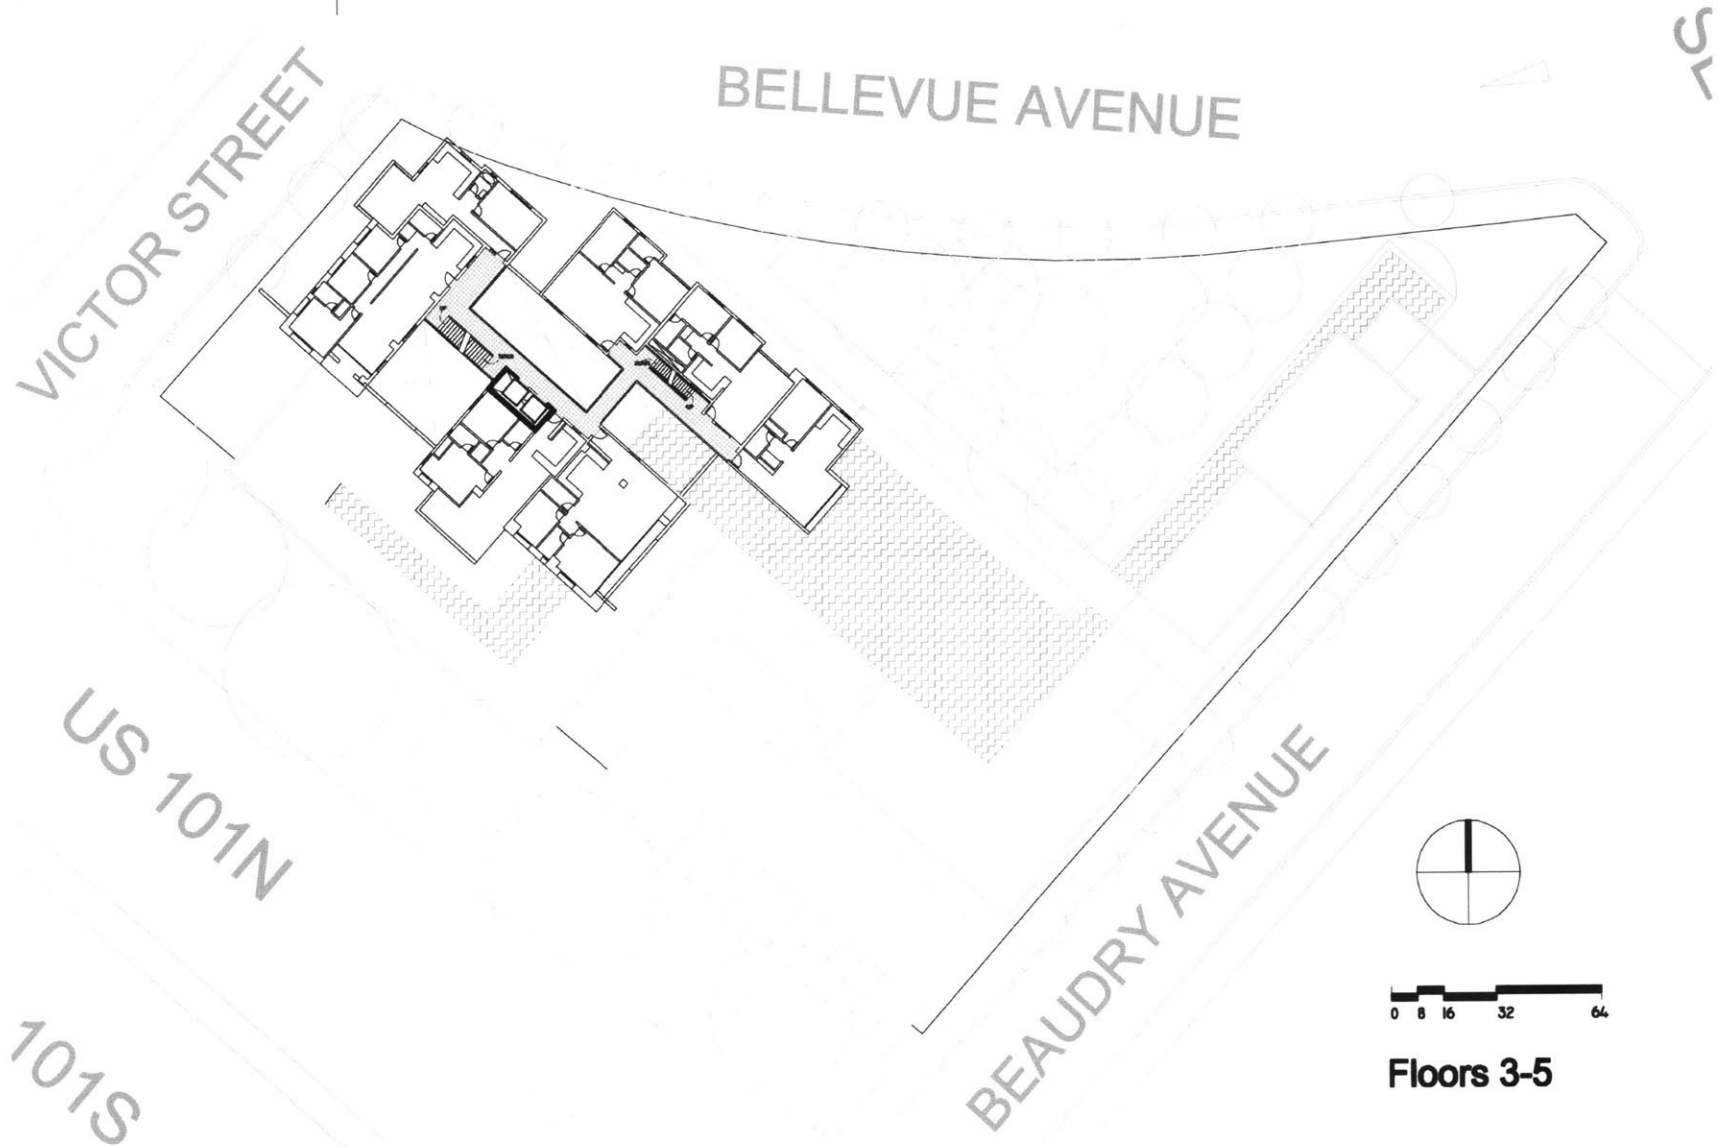 BELLEVUE AVENUE
VICTOR STREET
US 101N
101S
BEAUDRY AVENUE
0 8 16 32 64
Floors 3-5